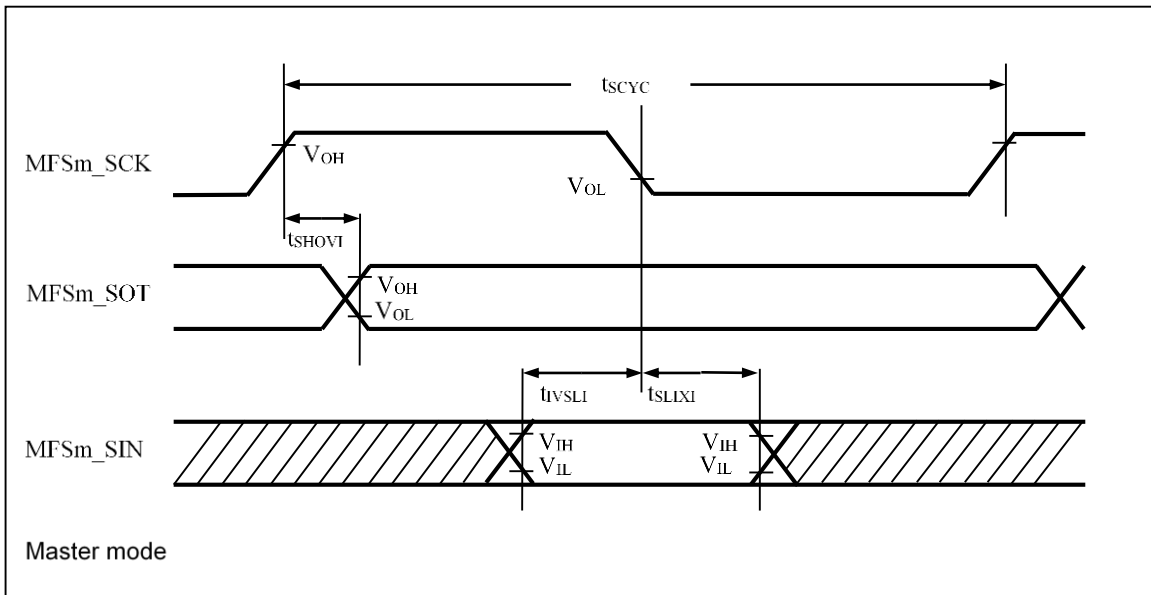 tSCYC
MFSm_SCK
VOH
VOL
tSHOVI
MFSm_SOT
VOH
VOL
tIVSLI tSLIXI
MFSm_SIN
VIH VIH
VIL VIL
Master mode